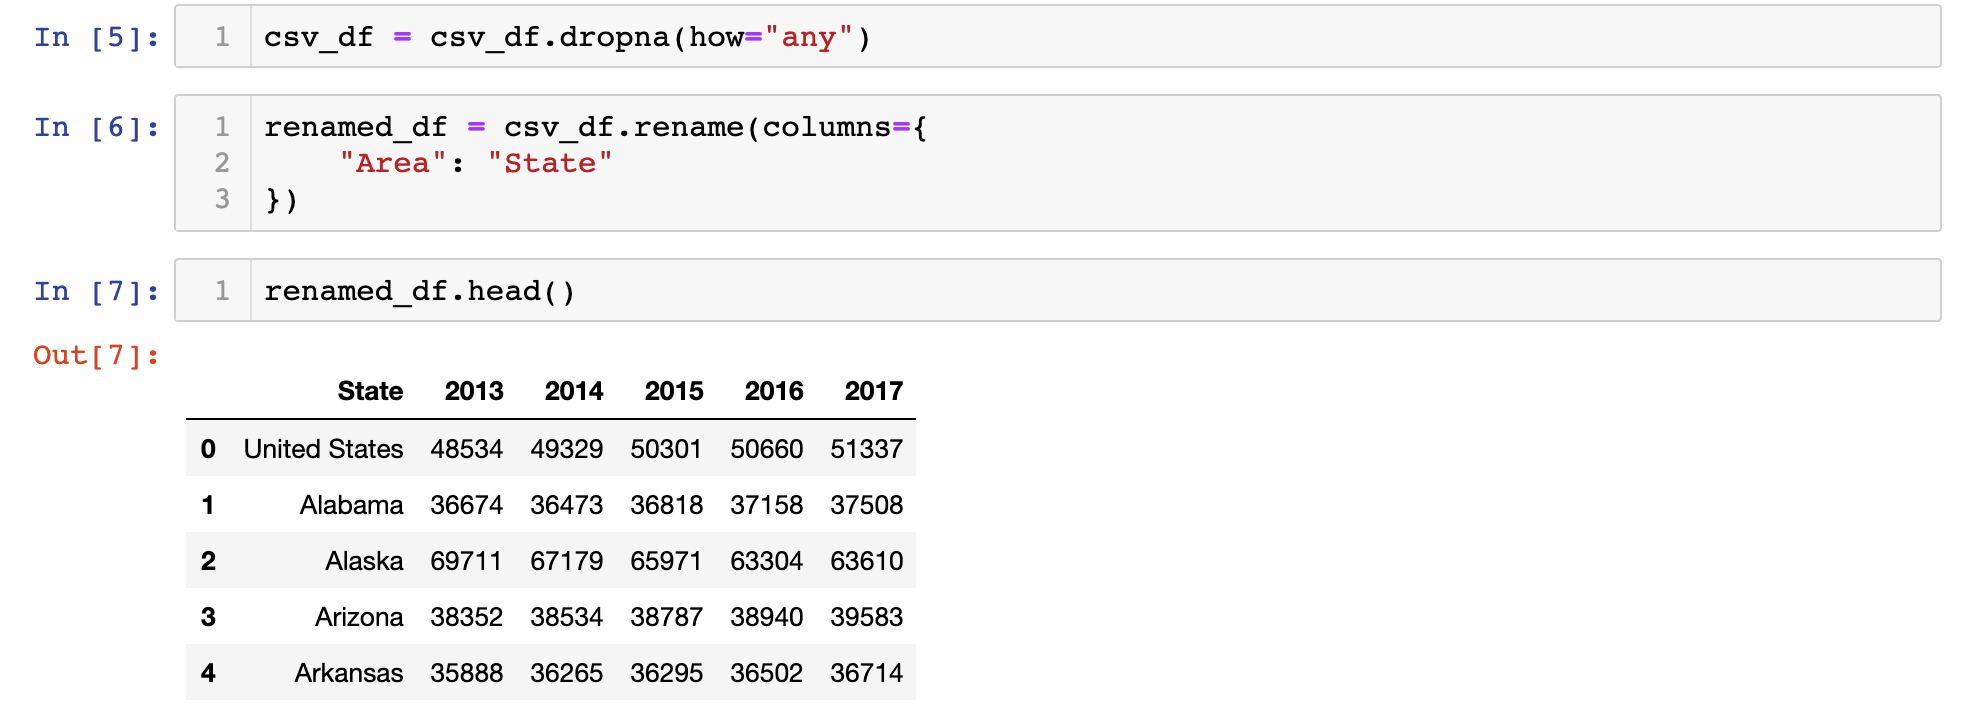 In [5]: 1 csv_df = csv_df.dropna(how="any")
In [6]: 1 renamed_df = csv_df.rename(columns={
2     "Area": "State"
3 })
In [7]: 1 renamed_df.head()
Out[7]:
State 2013 2014 2015 2016 2017
0 United States 48534 49329 50301 50660 51337
1 Alabama 36674 36473 36818 37158 37508
2 Alaska 69711 67179 65971 63304 63610
3 Arizona 38352 38534 38787 38940 39583
4 Arkansas 35888 36265 36295 36502 36714